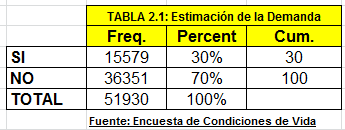 TABLA 2.1: Estimación de la Demanda
Freq. Percent Cum.
SI 15579 30% 30
NO 36351 70% 100
TOTAL 51930 100%
Fuente: Encuesta de Condiciones de Vida